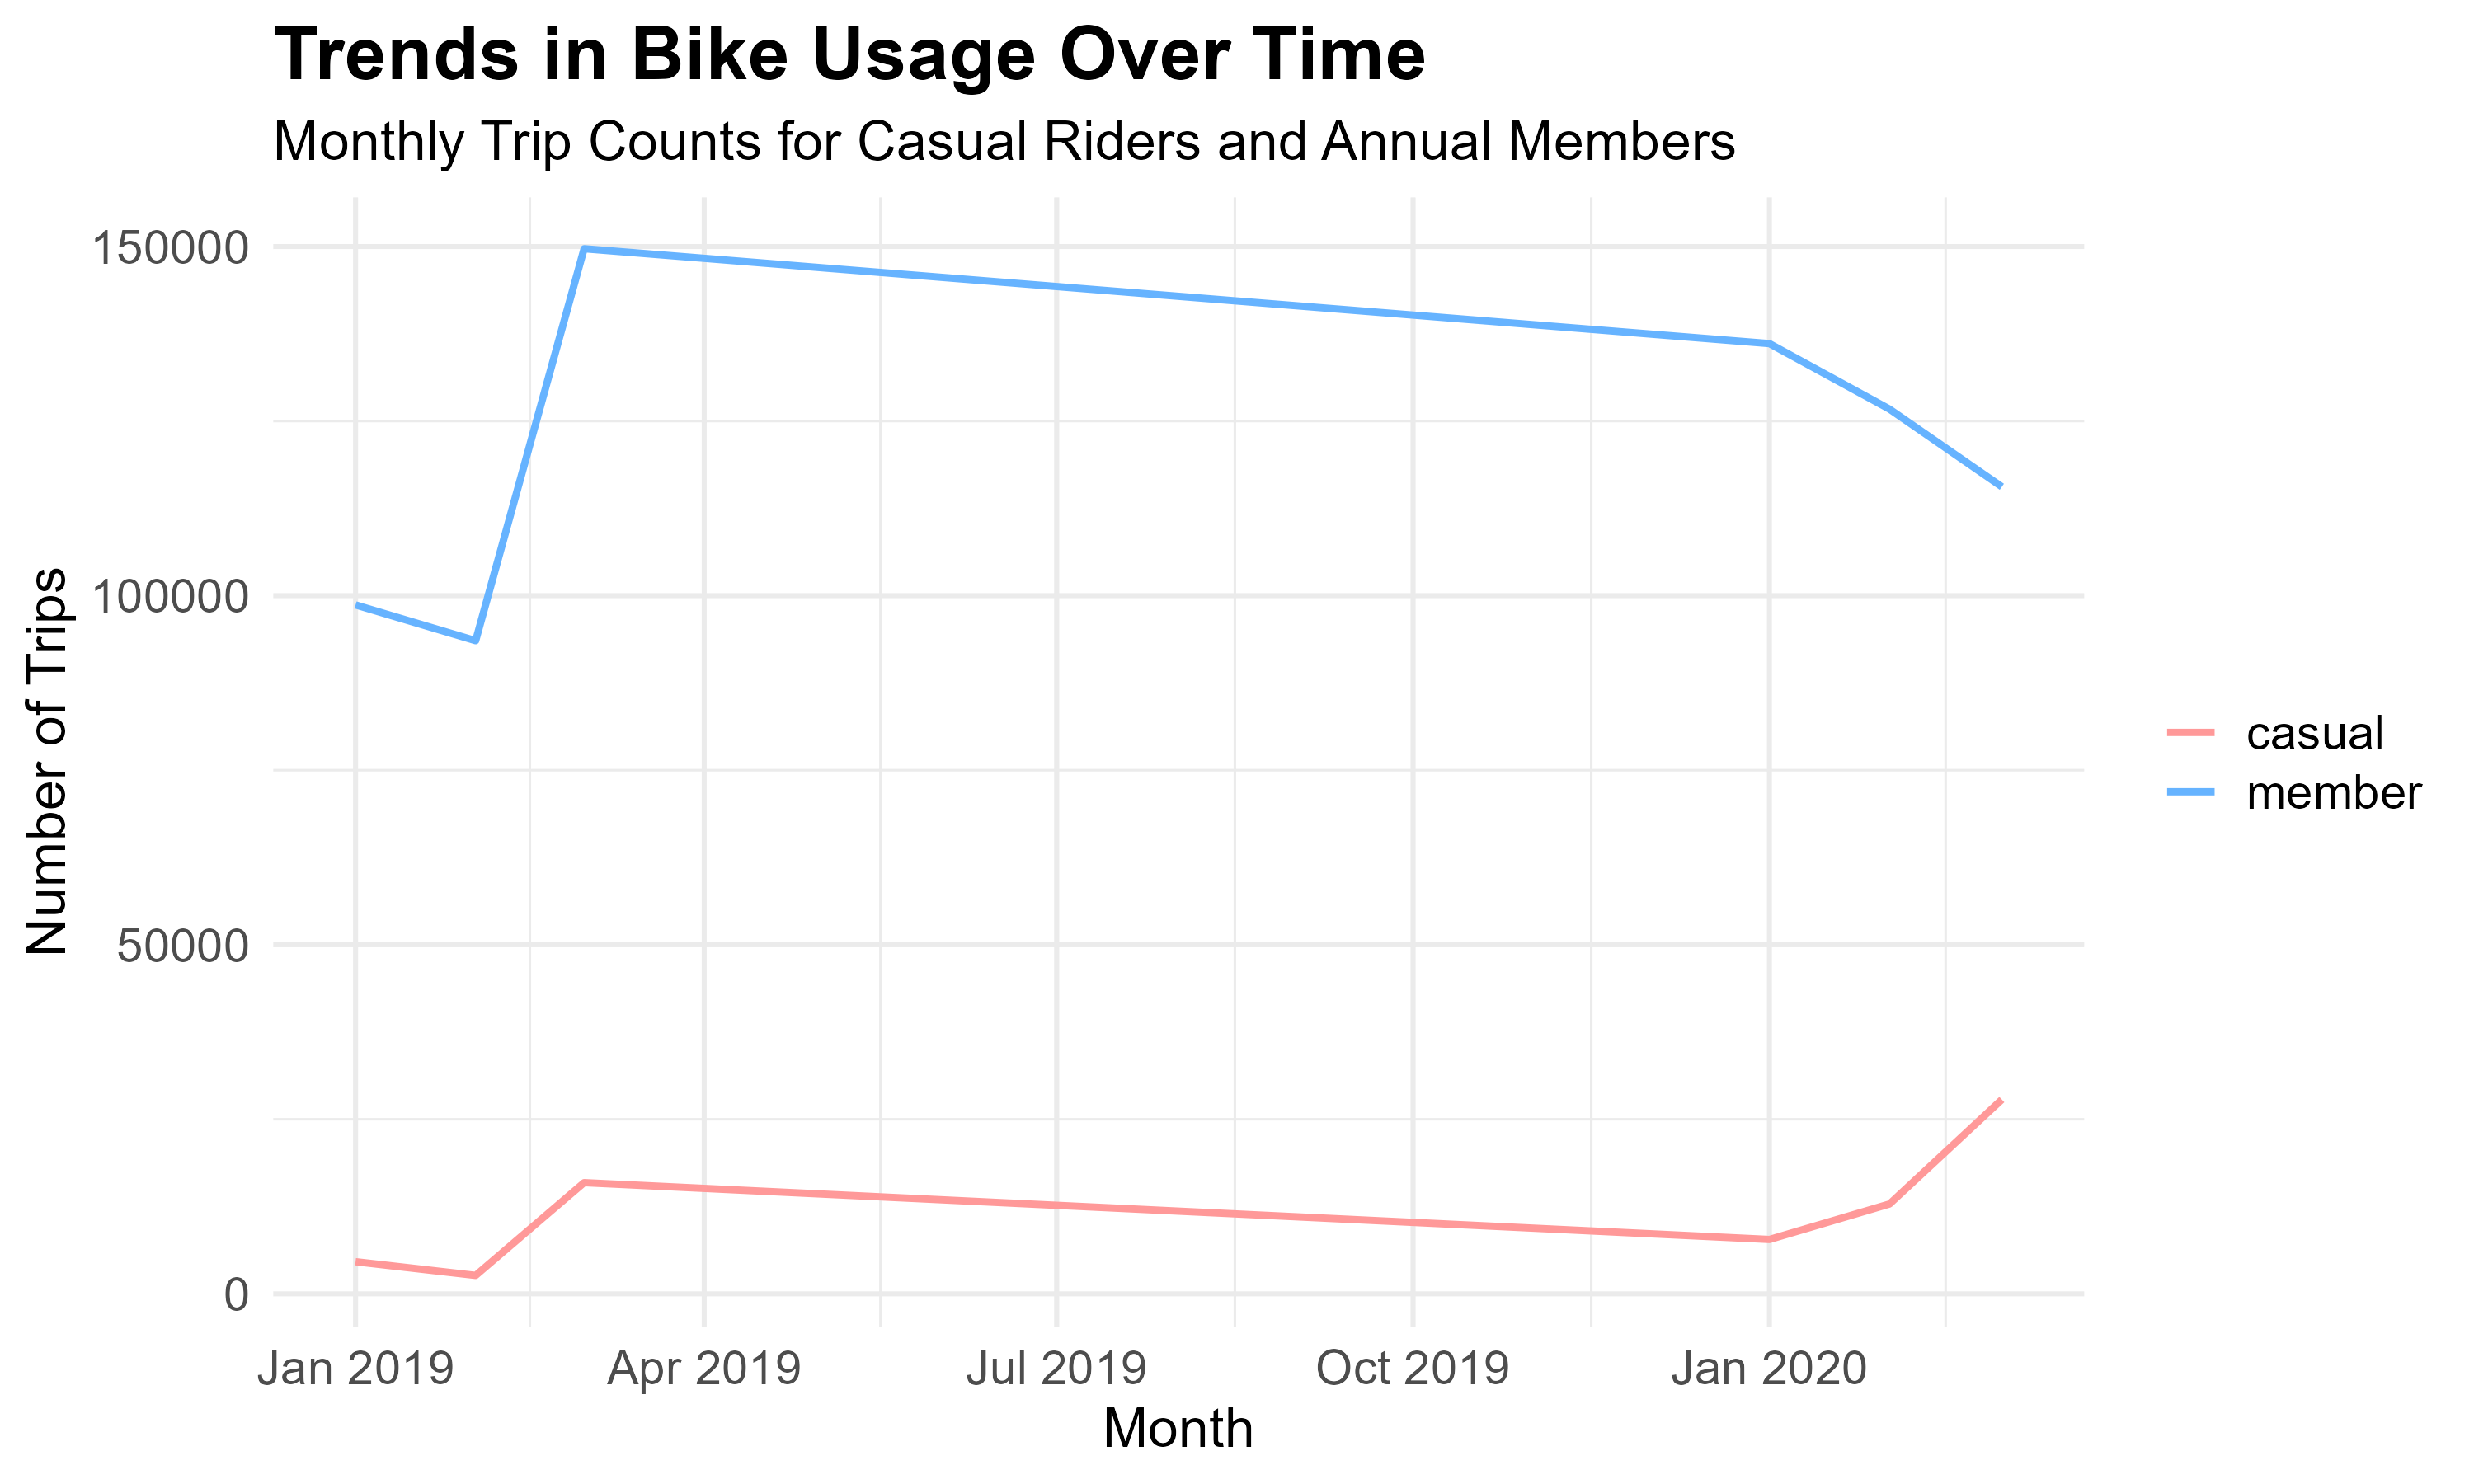 Trends in Bike Usage Over Time
Monthly Trip Counts for Casual Riders and Annual Members
150000
100000
50000
0
Number of Trips
Jan 2019
Apr 2019
Jul 2019
Oct 2019
Jan 2020
Month
casual
member